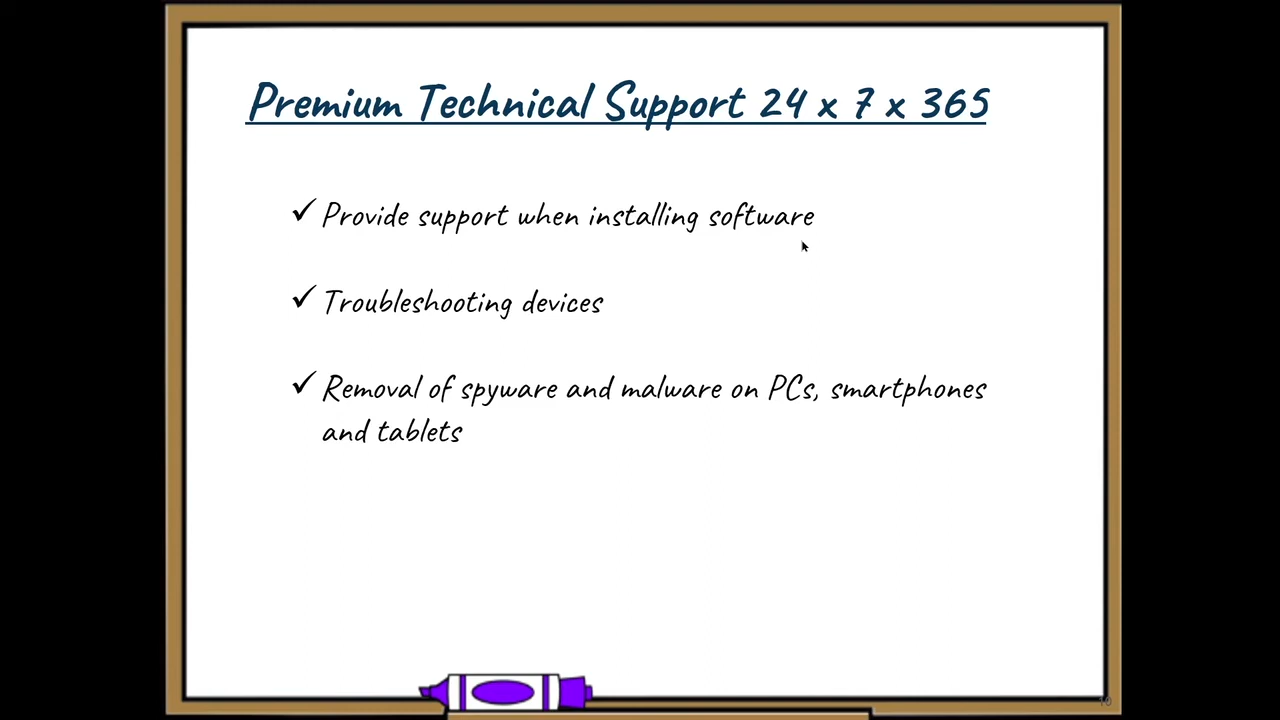 Premium Technical Support 24 x 7 x 365
✓ Provide support when installing software
✓ Troubleshooting devices
✓ Removal of spyware and malware on PCs, smartphones
and tablets